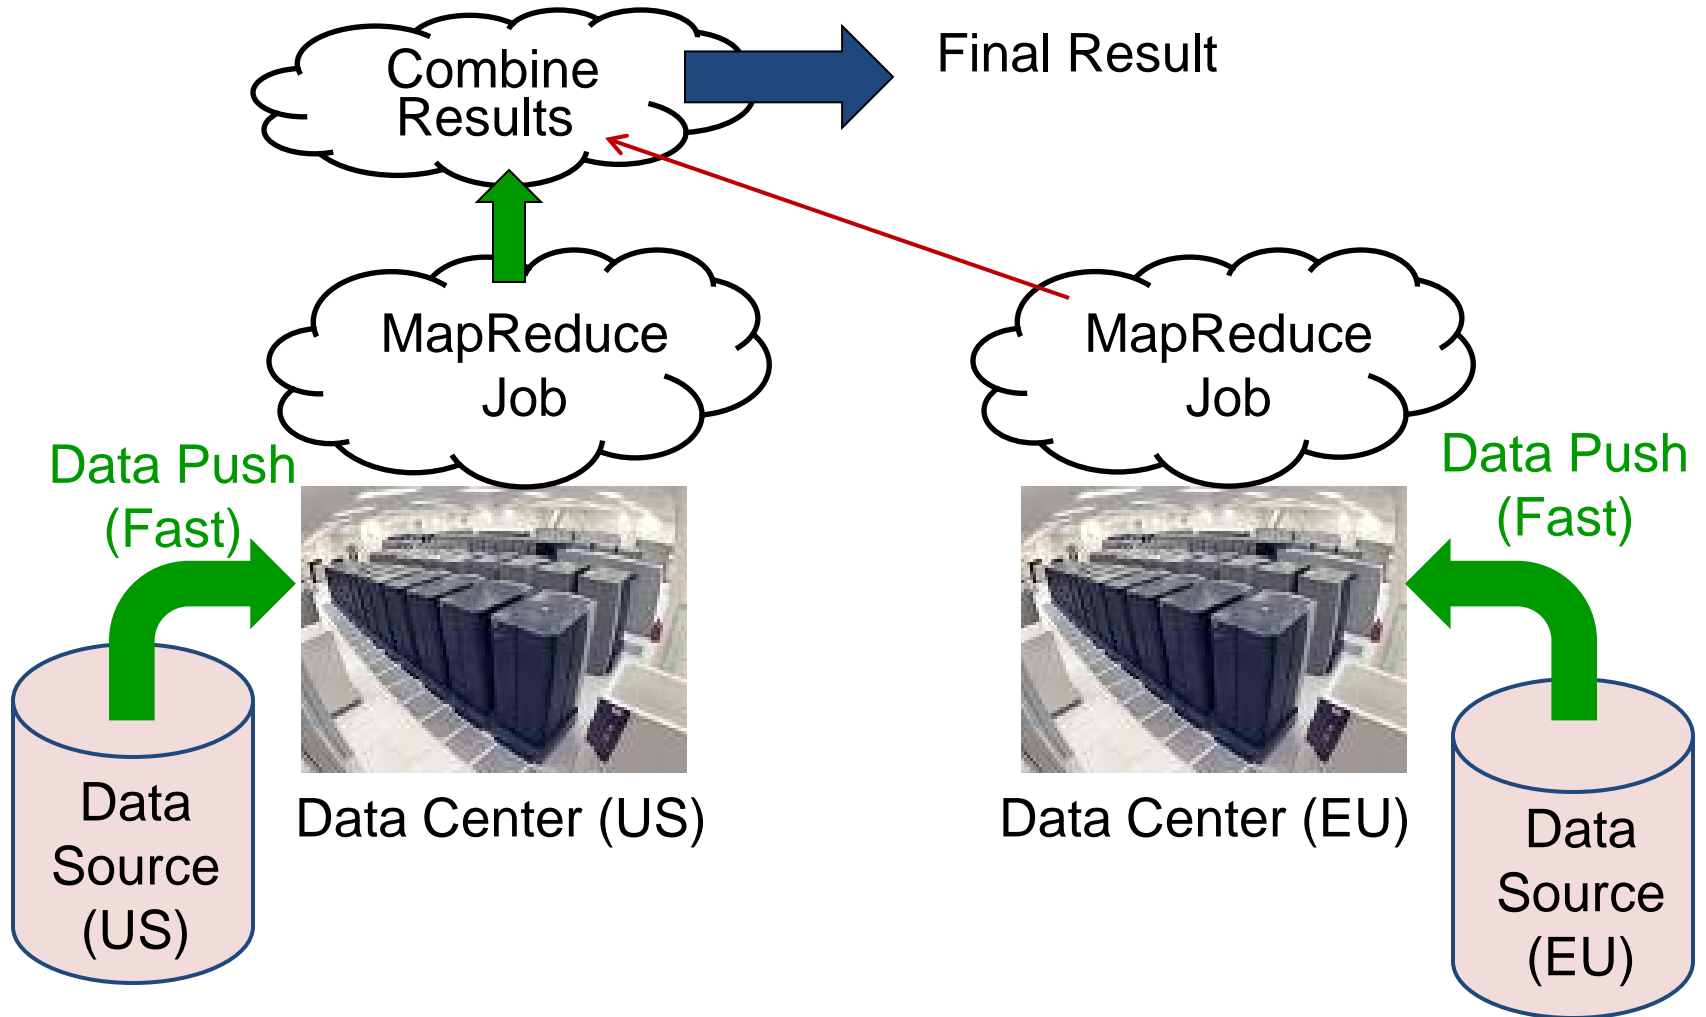 Combine
Results
Final Result
MapReduce
Job
MapReduce
Job
Data Push
(Fast)
Data Push
(Fast)
Data Center (US)
Data Center (EU)
Data
Source
(US)
Data
Source
(EU)